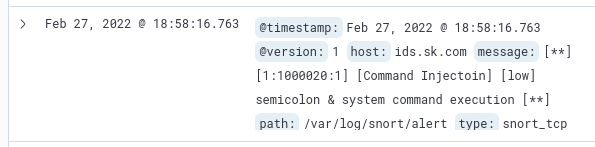 Feb 27, 2022 @ 18:58:16.763 @timestamp: Feb 27, 2022 @ 18:58:16.763
@version: 1 host: ids.sk.com message: [**]
[1:1000020:1] [Command Injectoin] [low]
semicolon & system command execution [**]
path: /var/log/snort/alert type: snort_tcp